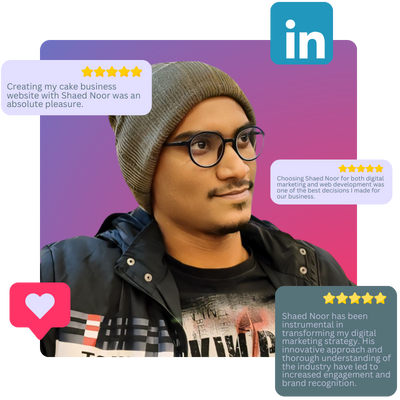 in
Creating my cake business
website with Shaed Noor was an
absolute pleasure.
Choosing Shaed Noor for both digital
marketing and web development was
one of the best decisions I made for
our business.
Shaed Noor has been
instrumental in
transforming my digital
marketing strategy. His
innovative approach and
thorough understanding of
the industry have led to
increased engagement and
brand recognition.